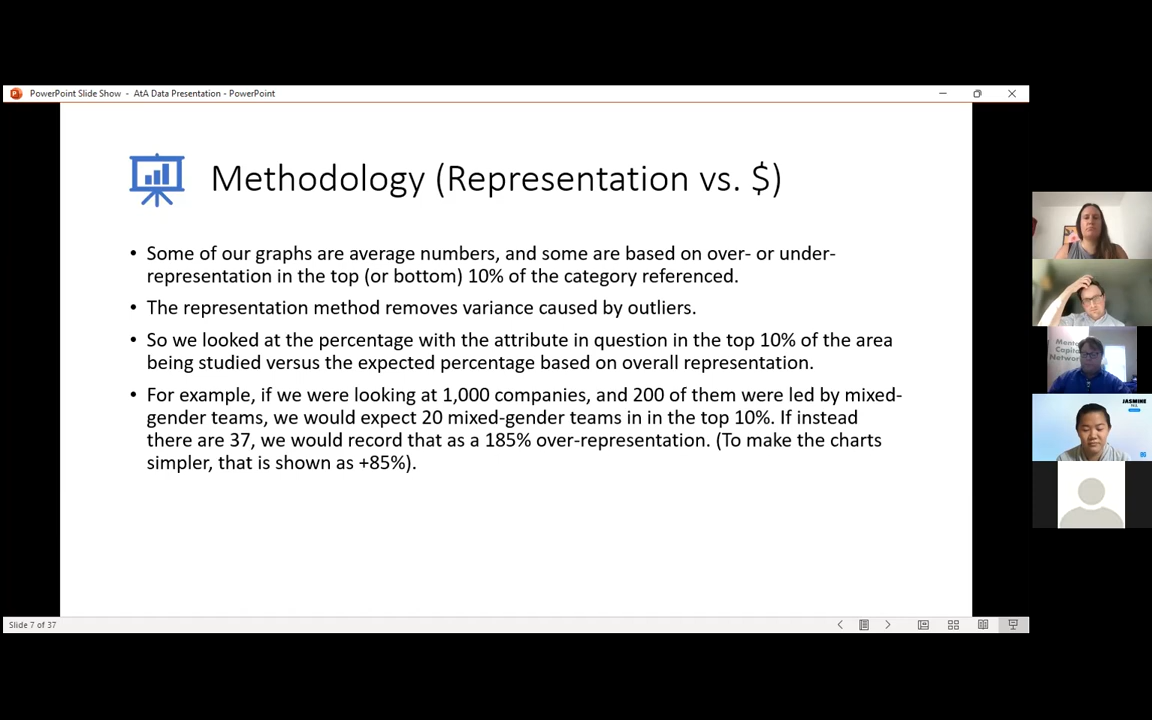 PowerPoint Slide Show - AtA Data Presentation - PowerPoint
Methodology (Representation vs. $)
• Some of our graphs are average numbers, and some are based on over- or under-
representation in the top (or bottom) 10% of the category referenced.
• The representation method removes variance caused by outliers.
• So we looked at the percentage with the attribute in question in the top 10% of the area
being studied versus the expected percentage based on overall representation.
• For example, if we were looking at 1,000 companies, and 200 of them were led by mixed-
gender teams, we would expect 20 mixed-gender teams in in the top 10%. If instead
there are 37, we would record that as a 185% over-representation. (To make the charts
simpler, that is shown as +85%).
Slide 7 of 37
JASMINE